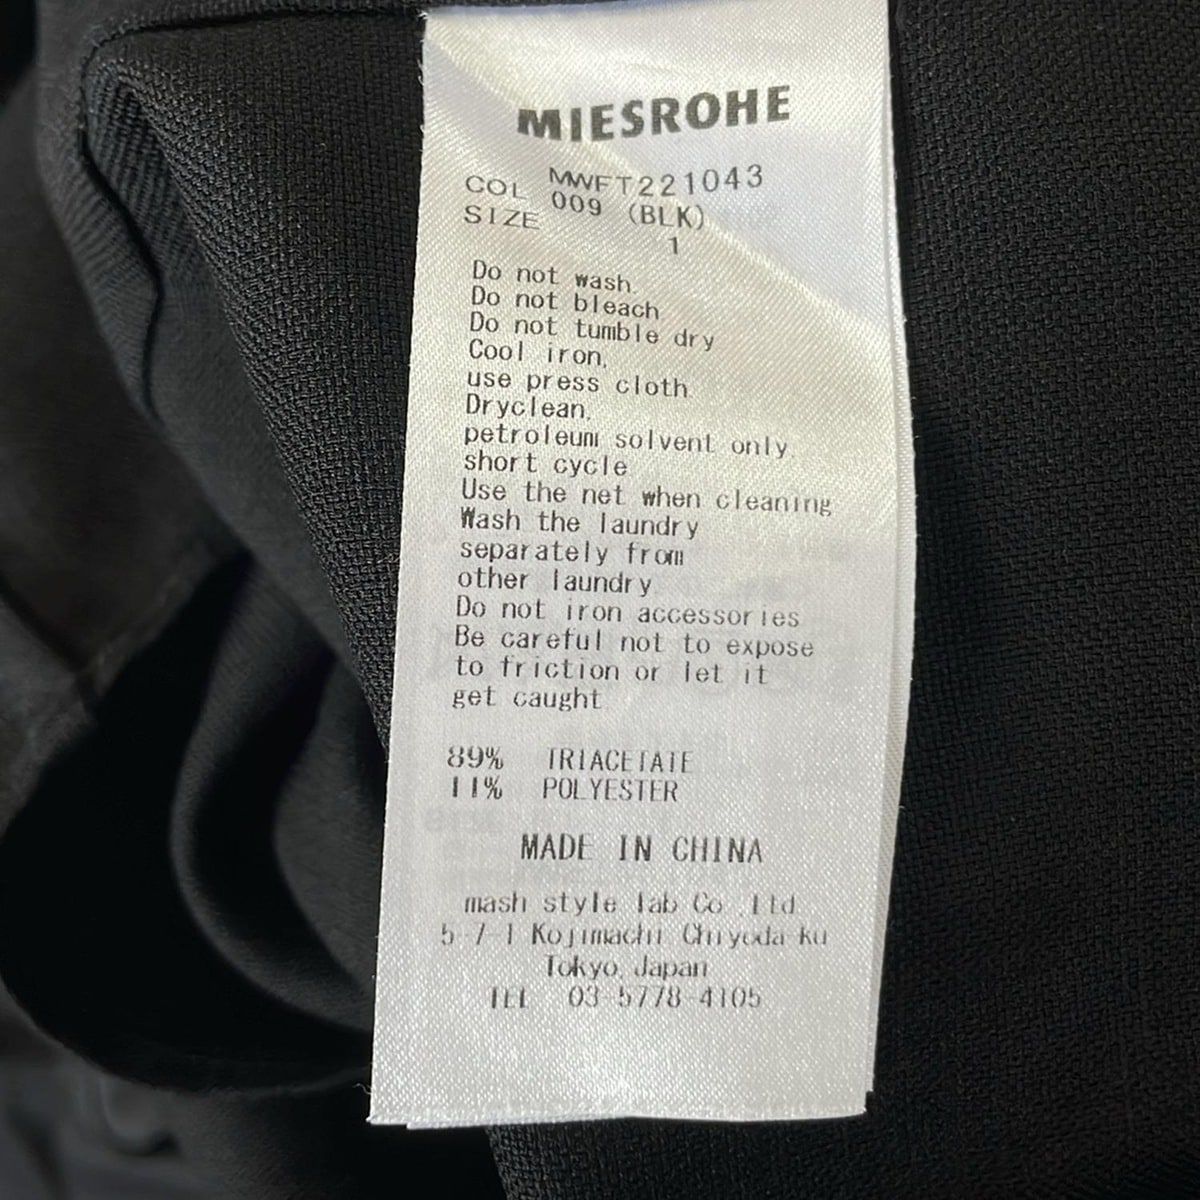 MIESROHE
MWFT221043
COL 009 (BLK)
SIZE 1
Do not wash.
Do not bleach
Do not tumble dry
Cool iron,
use press cloth
Dryclean.
petroleum solvent only,
short cycle
Use the net when cleaning
Wash the laundry
separately from
other laundry
Do not iron accessories
Be careful not to expose
to friction or let it
get caught
89% TRIACETATE
11% POLYESTER
MADE IN CHINA
mash style lab Co.,Ltd.
5-7-1 Kojimachi Chiyoda-ku
Tokyo, Japan
TEL 03-5778-4105